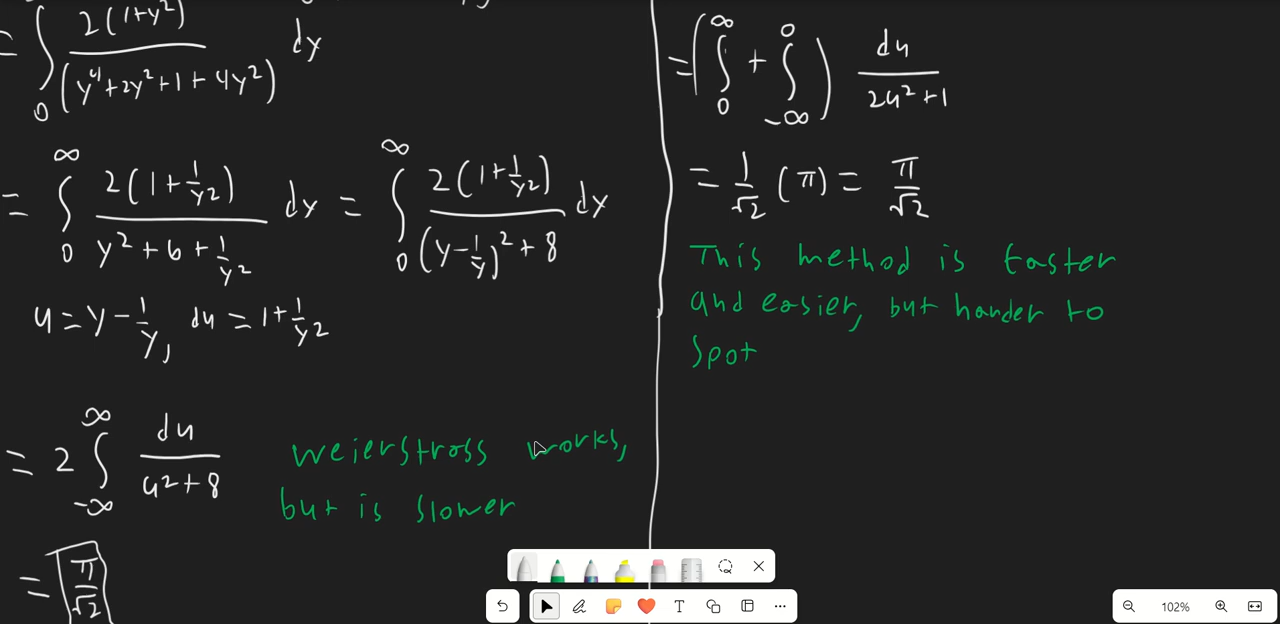 = ∫₀ 2(1+y²) / (y⁴+2y²+1+4y²) dy
= ∫₀^∞ 2(1+1/y²) / (y²+6+1/y²) dy = ∫₀^∞ 2(1+1/y²) / ((y-1/y)²+8) dy
u=y-1/y, du=1+1/y²
= 2 ∫_{-∞}^∞ du / (u²+8)
weierstross works,
but is slower
= π/√2
=(∫₀^∞ + ∫_{-∞}^0) du / (2u²+1)
= 1/√2 (π) = π/√2
This method is faster
and easier, but harder to
spot
102%